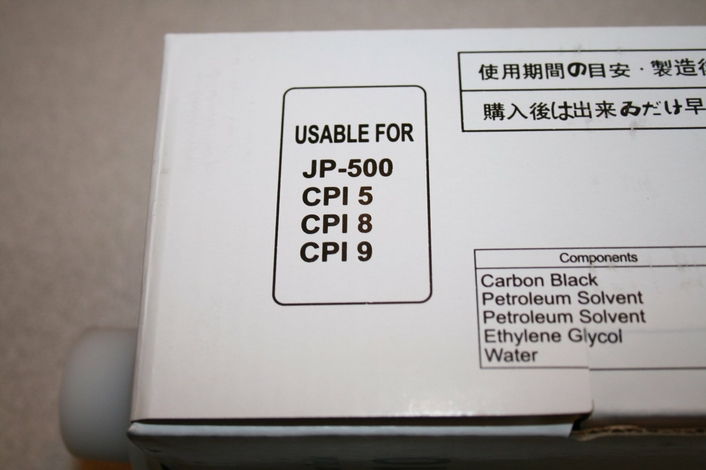 使用期間の目安・製造後
購入後は出来ゐだけ早
USABLE FOR
JP-500
CPI 5
CPI 8
CPI 9
Components
Carbon Black
Petroleum Solvent
Petroleum Solvent
Ethylene Glycol
Water